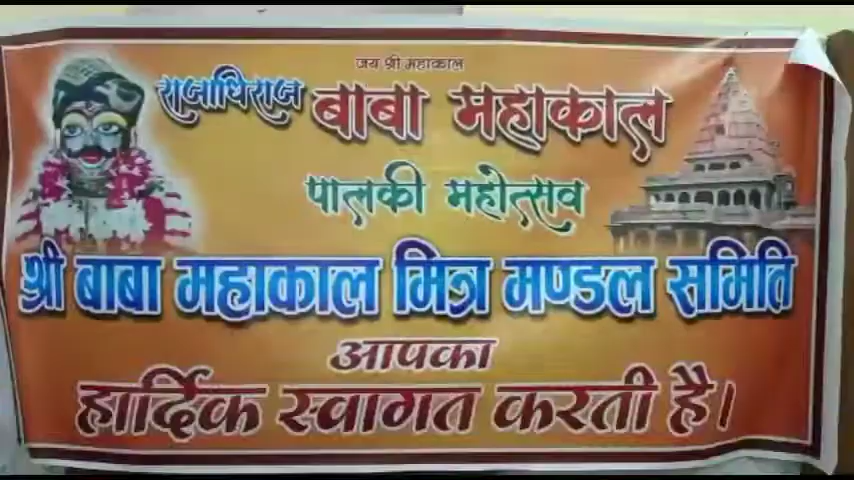 जय श्री महाकाल
राजाधिराज बाबा महाकाल
पालकी महोत्सव
श्री बाबा महाकाल मित्र मण्डल समिति
आपका
हार्दिक स्वागत करती है।